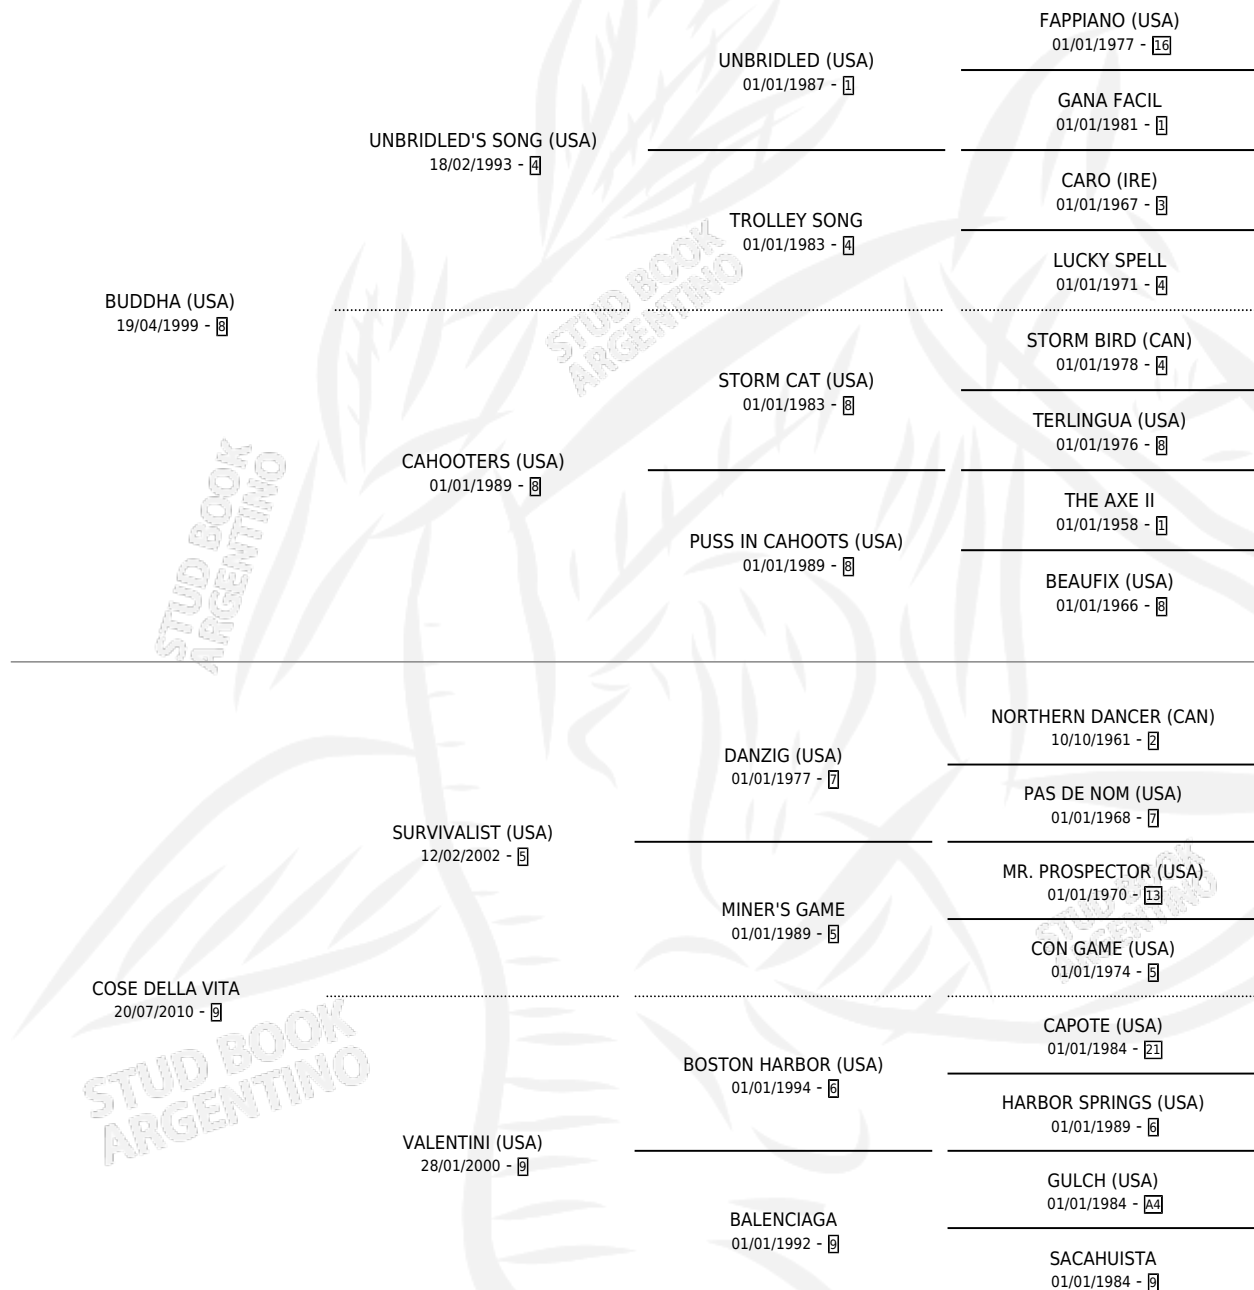 FAPPIANO (USA)
01/01/1977 - 16
UNBRIDLED (USA)
01/01/1987 - 1
GANA FACIL
01/01/1981 - 1
UNBRIDLED'S SONG (USA)
18/02/1993 - 4
CARO (IRE)
01/01/1967 - 3
TROLLEY SONG
01/01/1983 - 4
LUCKY SPELL
01/01/1971 - 4
BUDDHA (USA)
19/04/1999 - 8
STORM BIRD (CAN)
01/01/1978 - 4
STORM CAT (USA)
01/01/1983 - 8
TERLINGUA (USA)
01/01/1976 - 8
CAHOOTERS (USA)
01/01/1989 - 8
THE AXE II
01/01/1958 - 1
PUSS IN CAHOOTS (USA)
01/01/1989 - 8
BEAUFIX (USA)
01/01/1966 - 8
NORTHERN DANCER (CAN)
10/10/1961 - 2
DANZIG (USA)
01/01/1977 - 7
PAS DE NOM (USA)
01/01/1968 - 7
SURVIVALIST (USA)
12/02/2002 - 5
MR. PROSPECTOR (USA)
01/01/1970 - 13
MINER'S GAME
01/01/1989 - 5
CON GAME (USA)
01/01/1974 - 5
COSE DELLA VITA
20/07/2010 - 9
CAPOTE (USA)
01/01/1984 - 21
BOSTON HARBOR (USA)
01/01/1994 - 6
HARBOR SPRINGS (USA)
01/01/1989 - 6
VALENTINI (USA)
28/01/2000 - 9
GULCH (USA)
01/01/1984 - A4
BALENCIAGA
01/01/1992 - 9
SACAHUISTA
01/01/1984 - 9
STUD BOOK
ARGENTINO
STUD BOOK
ARGENTINO
STUD BOOK
ARGENTINO
STUD BOOK
ARGENTINO